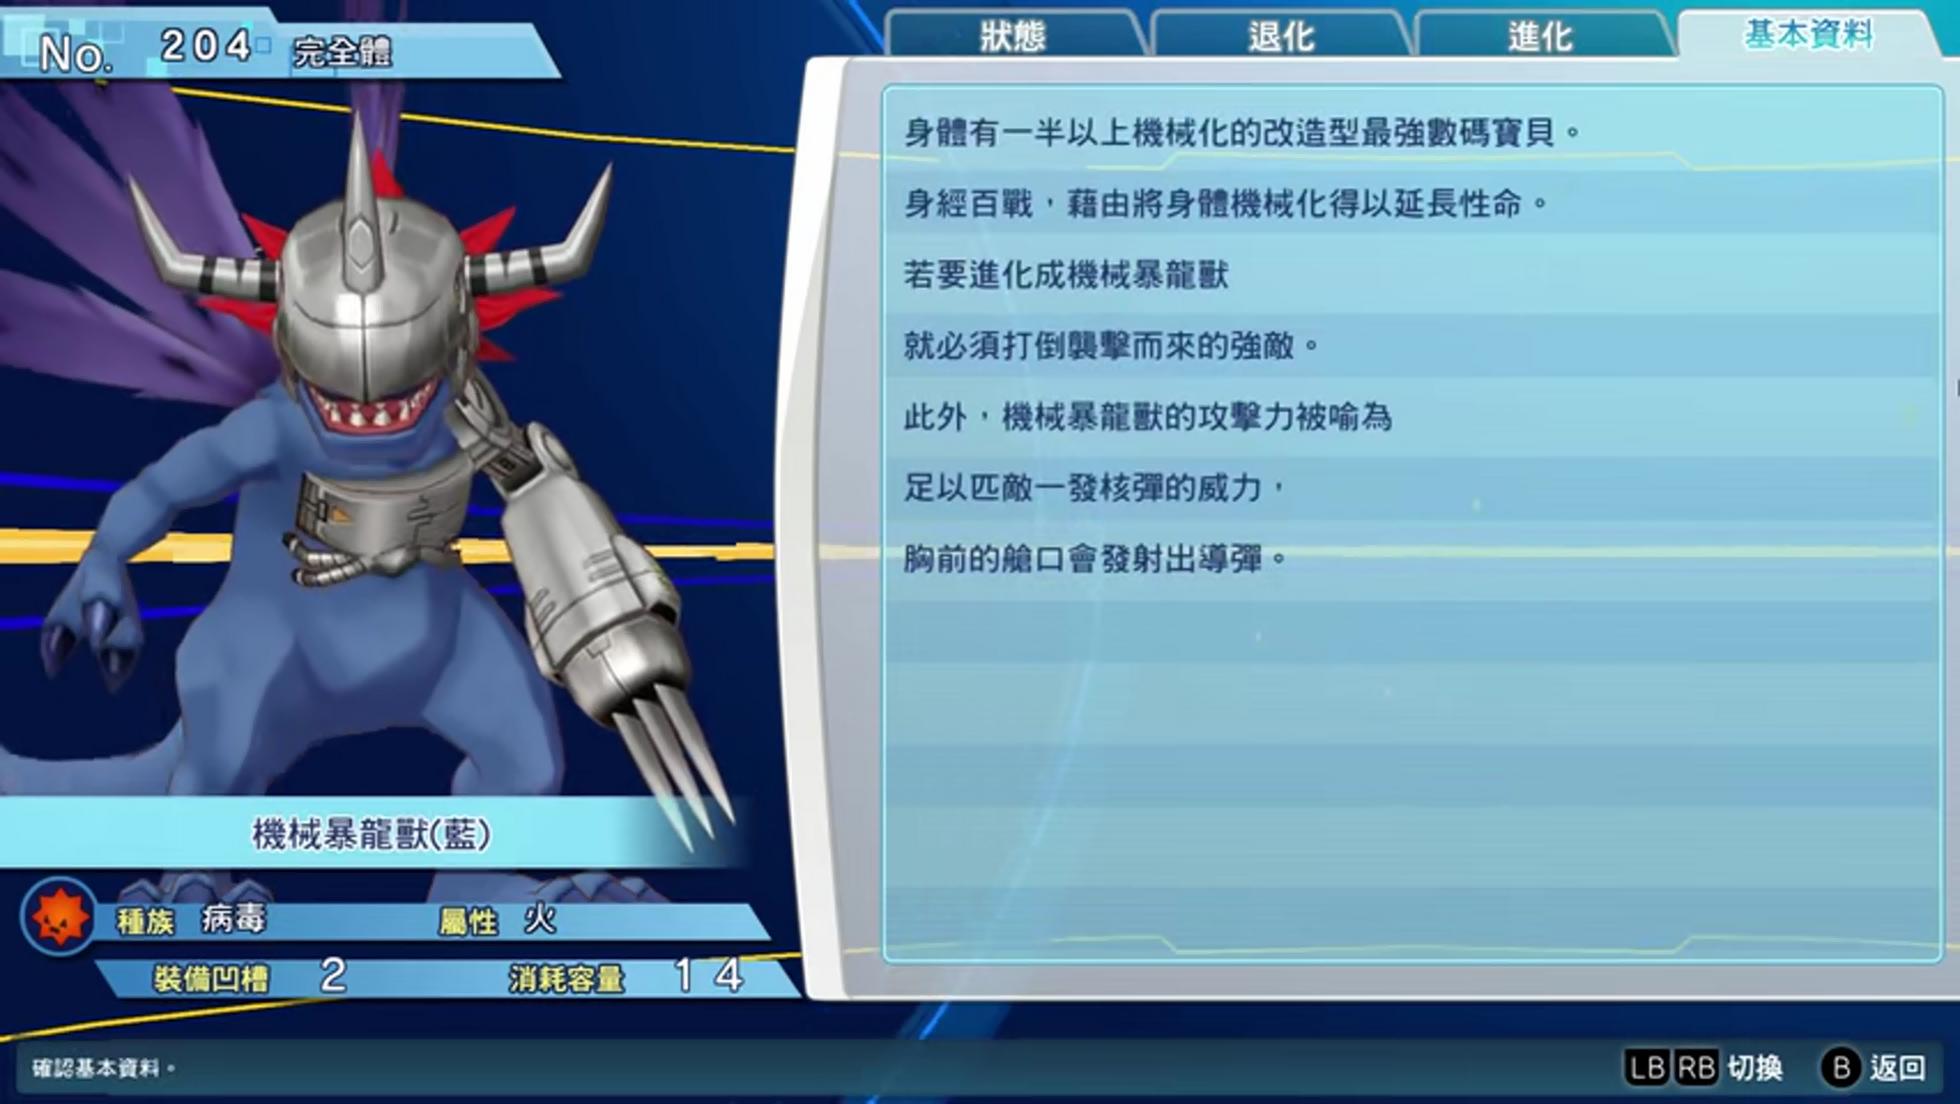 No. 204 完全體
狀態
退化
進化
基本資料
身體有一半以上機械化的改造型最強數碼寶貝。
身經百戰，藉由將身體機械化得以延長性命。
若要進化成機械暴龍獸
就必須打倒襲擊而來的強敵。
此外，機械暴龍獸的攻擊力被喻為
足以匹敵一發核彈的威力，
胸前的艙口會發射出導彈。
機械暴龍獸(藍)
種族 病毒 屬性 火
裝備凹槽 2 消耗容量 14
確認基本資料。
LB RB 切換 B 返回